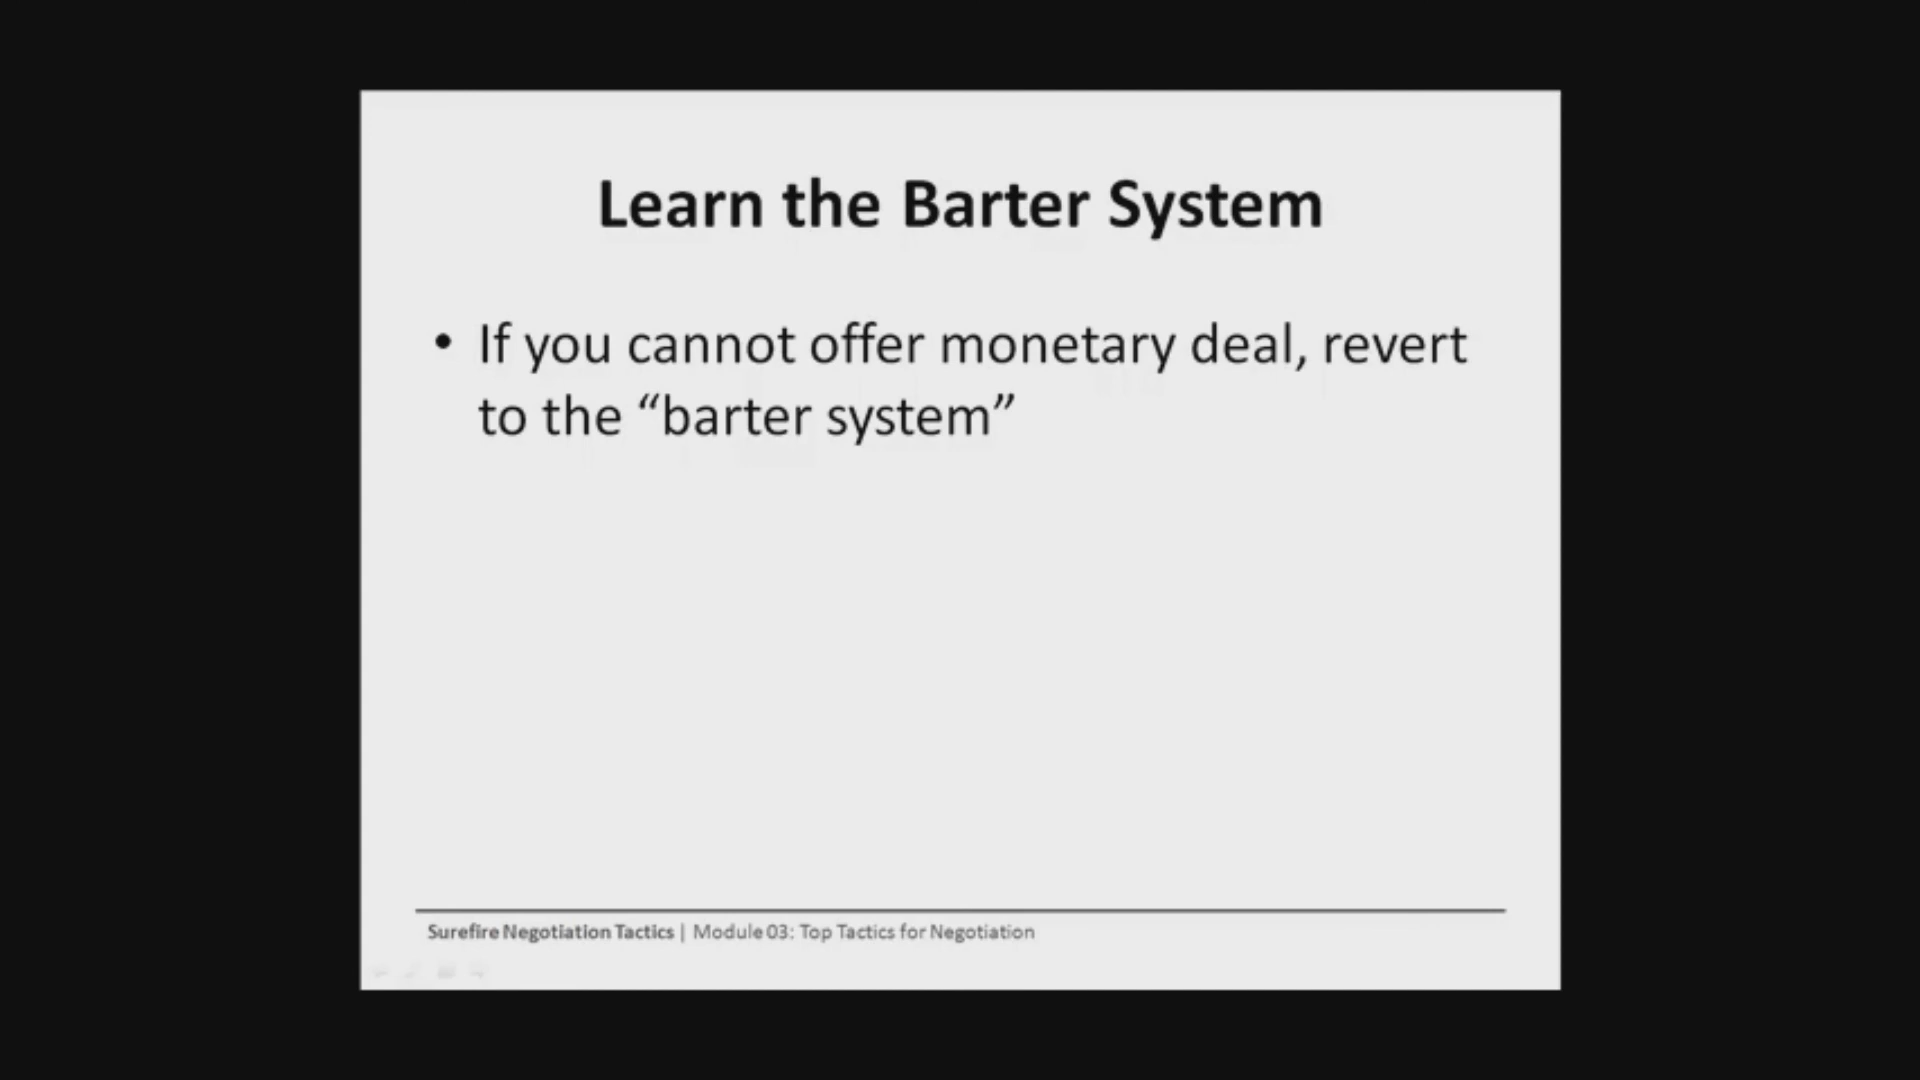 Learn the Barter System
• If you cannot offer monetary deal, revert
to the “barter system”
Surefire Negotiation Tactics | Module 03: Top Tactics for Negotiation